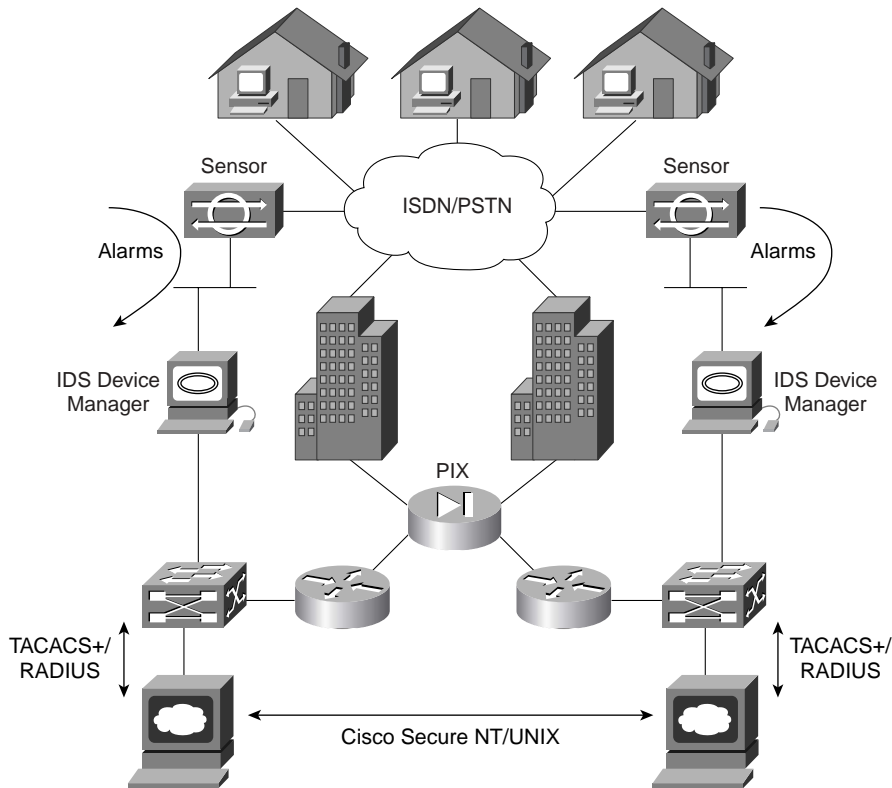 Sensor
Sensor
ISDN/PSTN
Alarms
Alarms
IDS Device
Manager
IDS Device
Manager
PIX
TACACS+/
RADIUS
TACACS+/
RADIUS
Cisco Secure NT/UNIX